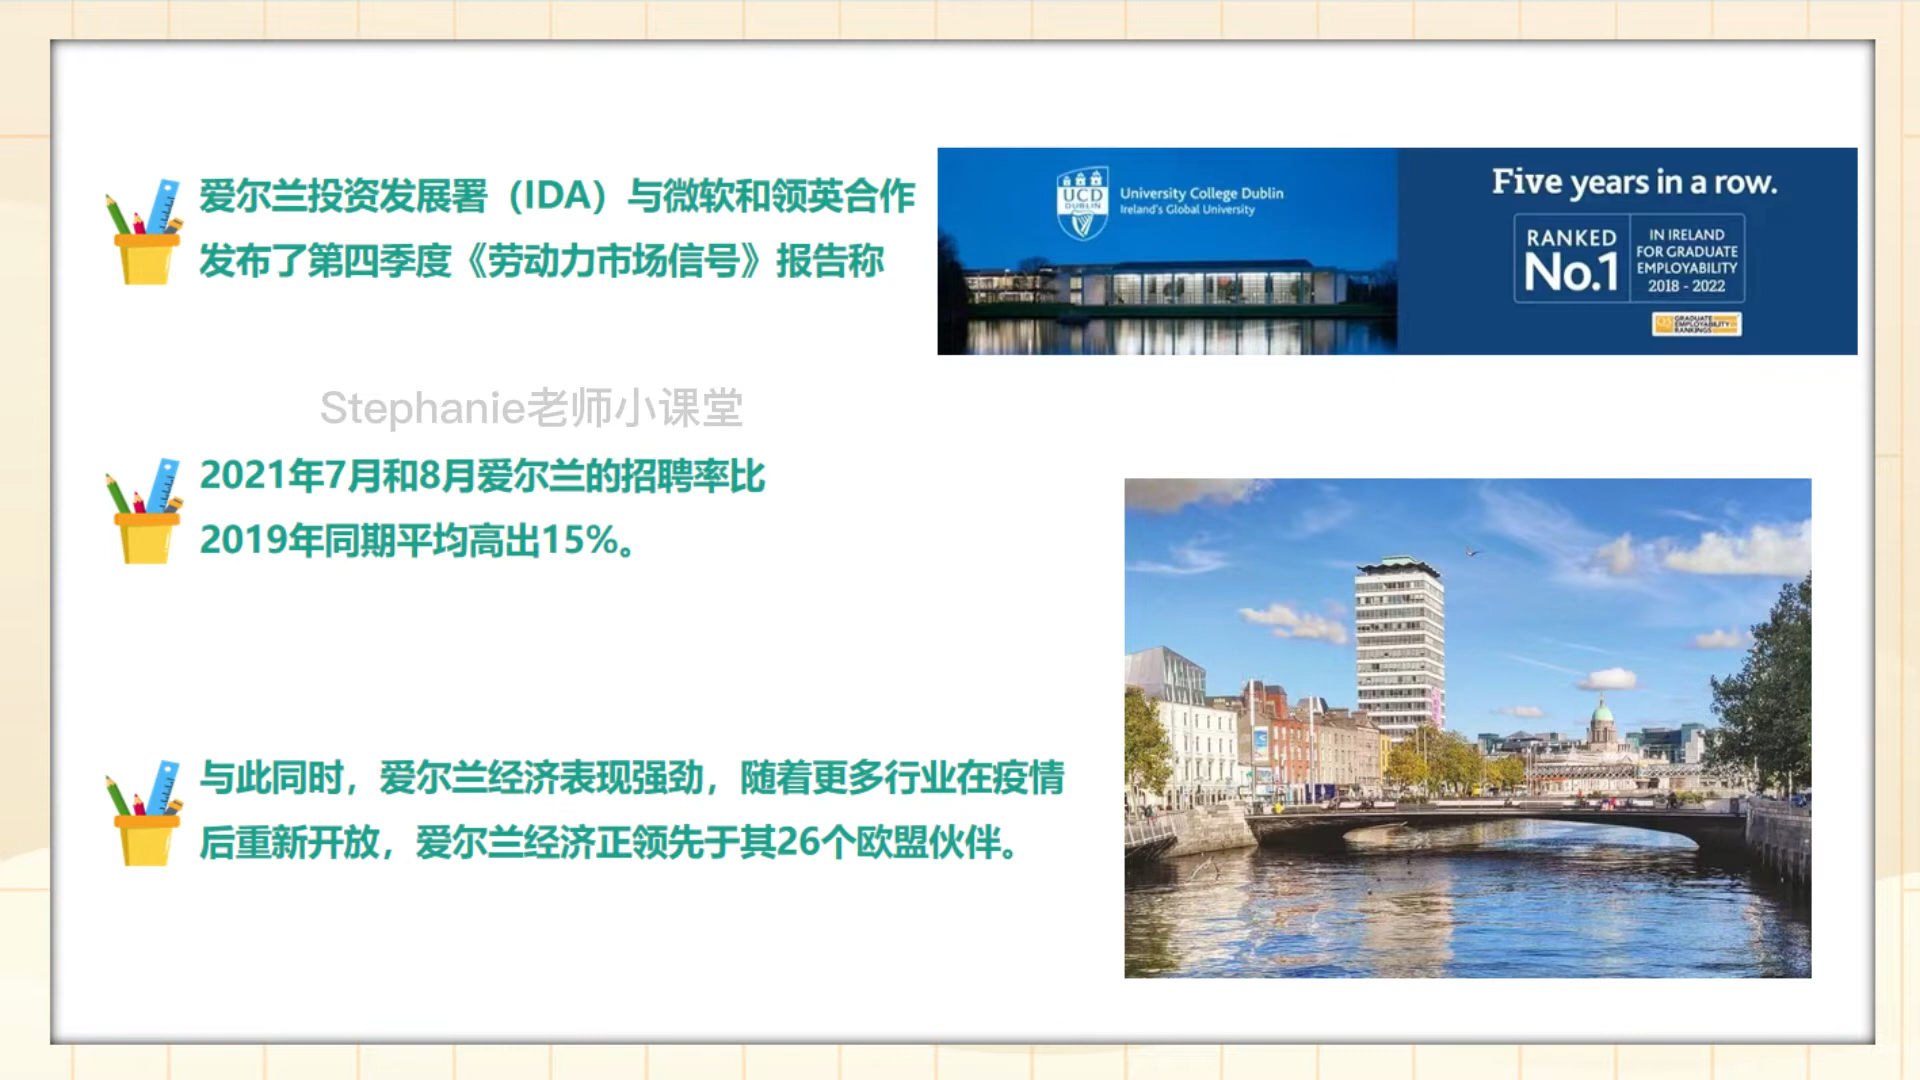 爱尔兰投资发展署（IDA）与微软和领英合作
发布了第四季度《劳动力市场信号》报告称
UCD
DUBLIN
University College Dublin
Ireland's Global University
Five years in a row.
RANKED
No.1
IN IRELAND
FOR GRADUATE
EMPLOYABILITY
2018 - 2022
QS
GRADUATE
EMPLOYABILITY
RANKINGS
Stephanie老师小课堂
2021年7月和8月爱尔兰的招聘率比
2019年同期平均高出15%。
与此同时，爱尔兰经济表现强劲，随着更多行业在疫情
后重新开放，爱尔兰经济正领先于其26个欧盟伙伴。